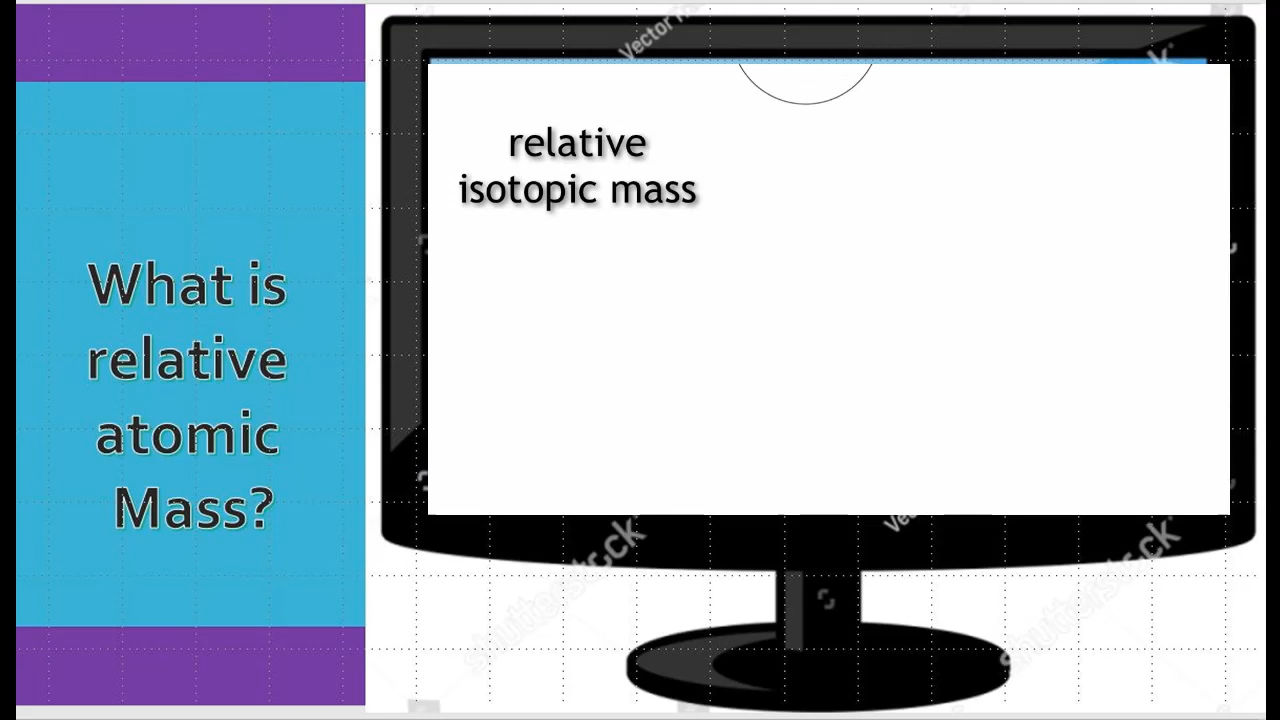 What is
relative
atomic
Mass?
relative
isotopic mass